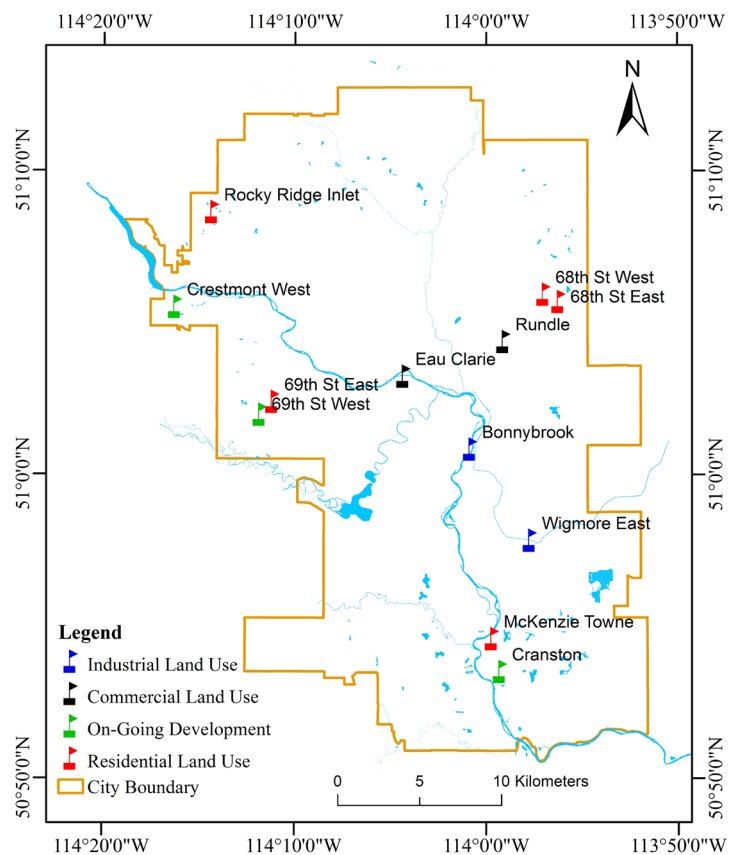 114°20'0"W 114°10'0"W 114°0'0"W 113°50'0"W
N
51°10'0"N 51°10'0"N
Rocky Ridge Inlet
68th St West
Crestmont West
68th St East
Rundle
Eau Clarie
69th St East
69th St West
Bonnybrook
51°0'0"N 51°0'0"N
Wigmore East
McKenzie Towne
Legend
Cranston
Industrial Land Use
Commercial Land Use
On-Going Development
Residential Land Use
City Boundary
0 5 10 Kilometers
50°50'0"N 50°50'0"N
114°20'0"W 114°10'0"W 114°0'0"W 113°50'0"W